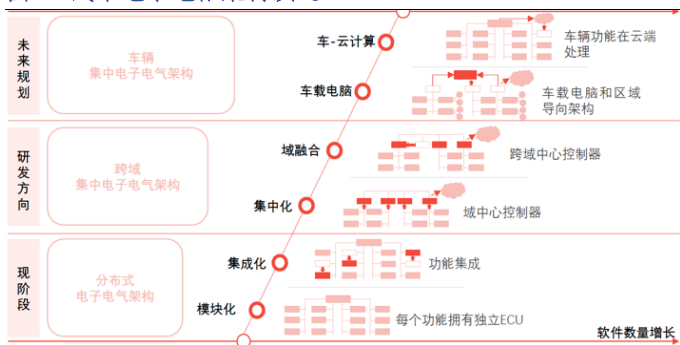 未来规划
车辆
集中电子电气架构
车-云计算
车辆功能在云端
处理
车载电脑
车载电脑和区域
导向架构
研发方向
跨域
集中电子电气架构
域融合
跨域中心控制器
集中化
域中心控制器
现阶段
分布式
电子电气架构
集成化
功能集成
模块化
每个功能拥有独立ECU
软件数量增长